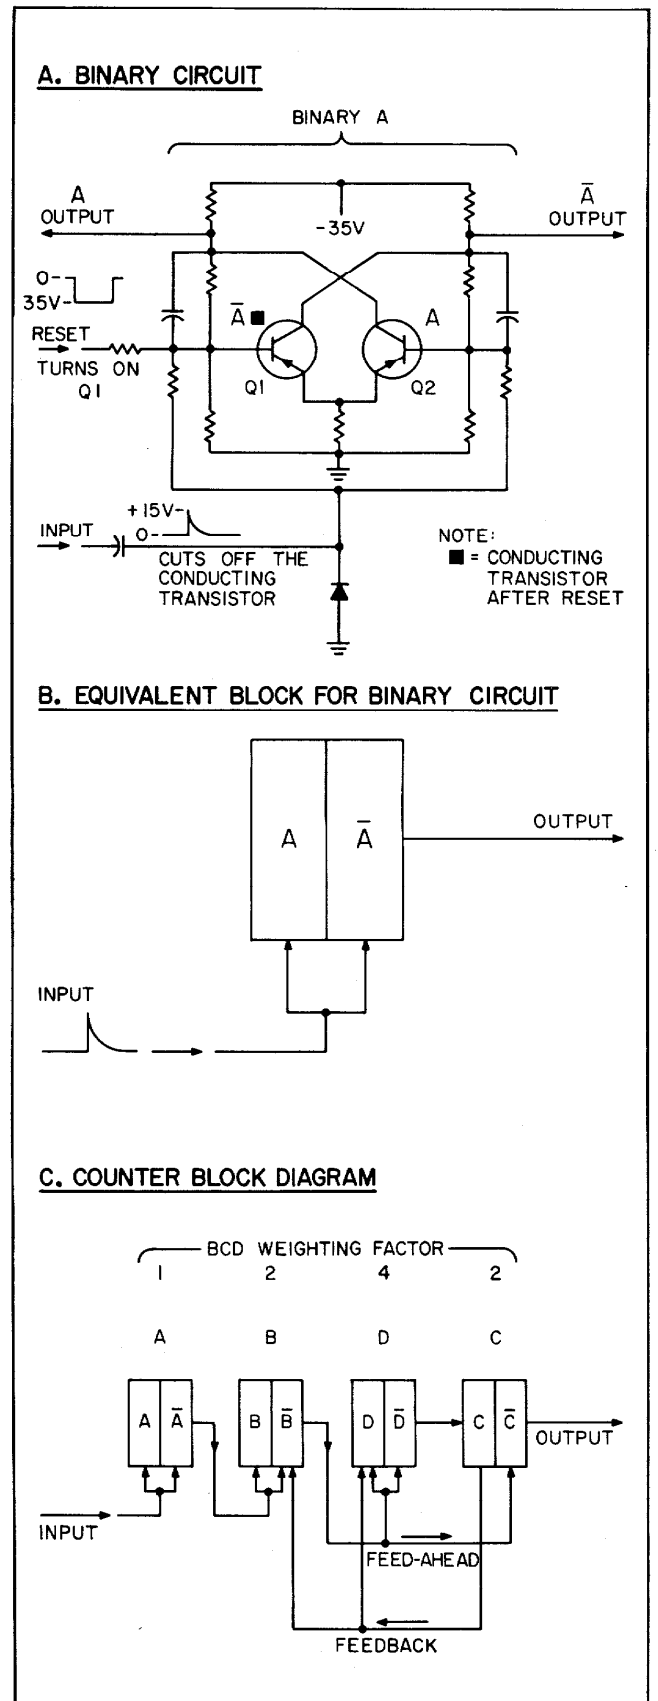 A. BINARY CIRCUIT
BINARY A
A
OUTPUT
-35V
Ā
OUTPUT
0-
35V-
RESET
TURNS ON
Q1
Ā ■
A
Q1
Q2
+15V-
0-
INPUT
CUTS OFF THE
CONDUCTING
TRANSISTOR
NOTE:
■ = CONDUCTING
TRANSISTOR
AFTER RESET
B. EQUIVALENT BLOCK FOR BINARY CIRCUIT
A
Ā
OUTPUT
INPUT
C. COUNTER BLOCK DIAGRAM
BCD WEIGHTING FACTOR
1 2 4 2
A B D C
A Ā B B̄ D D̄ C C̄
OUTPUT
INPUT
FEED-AHEAD
FEEDBACK